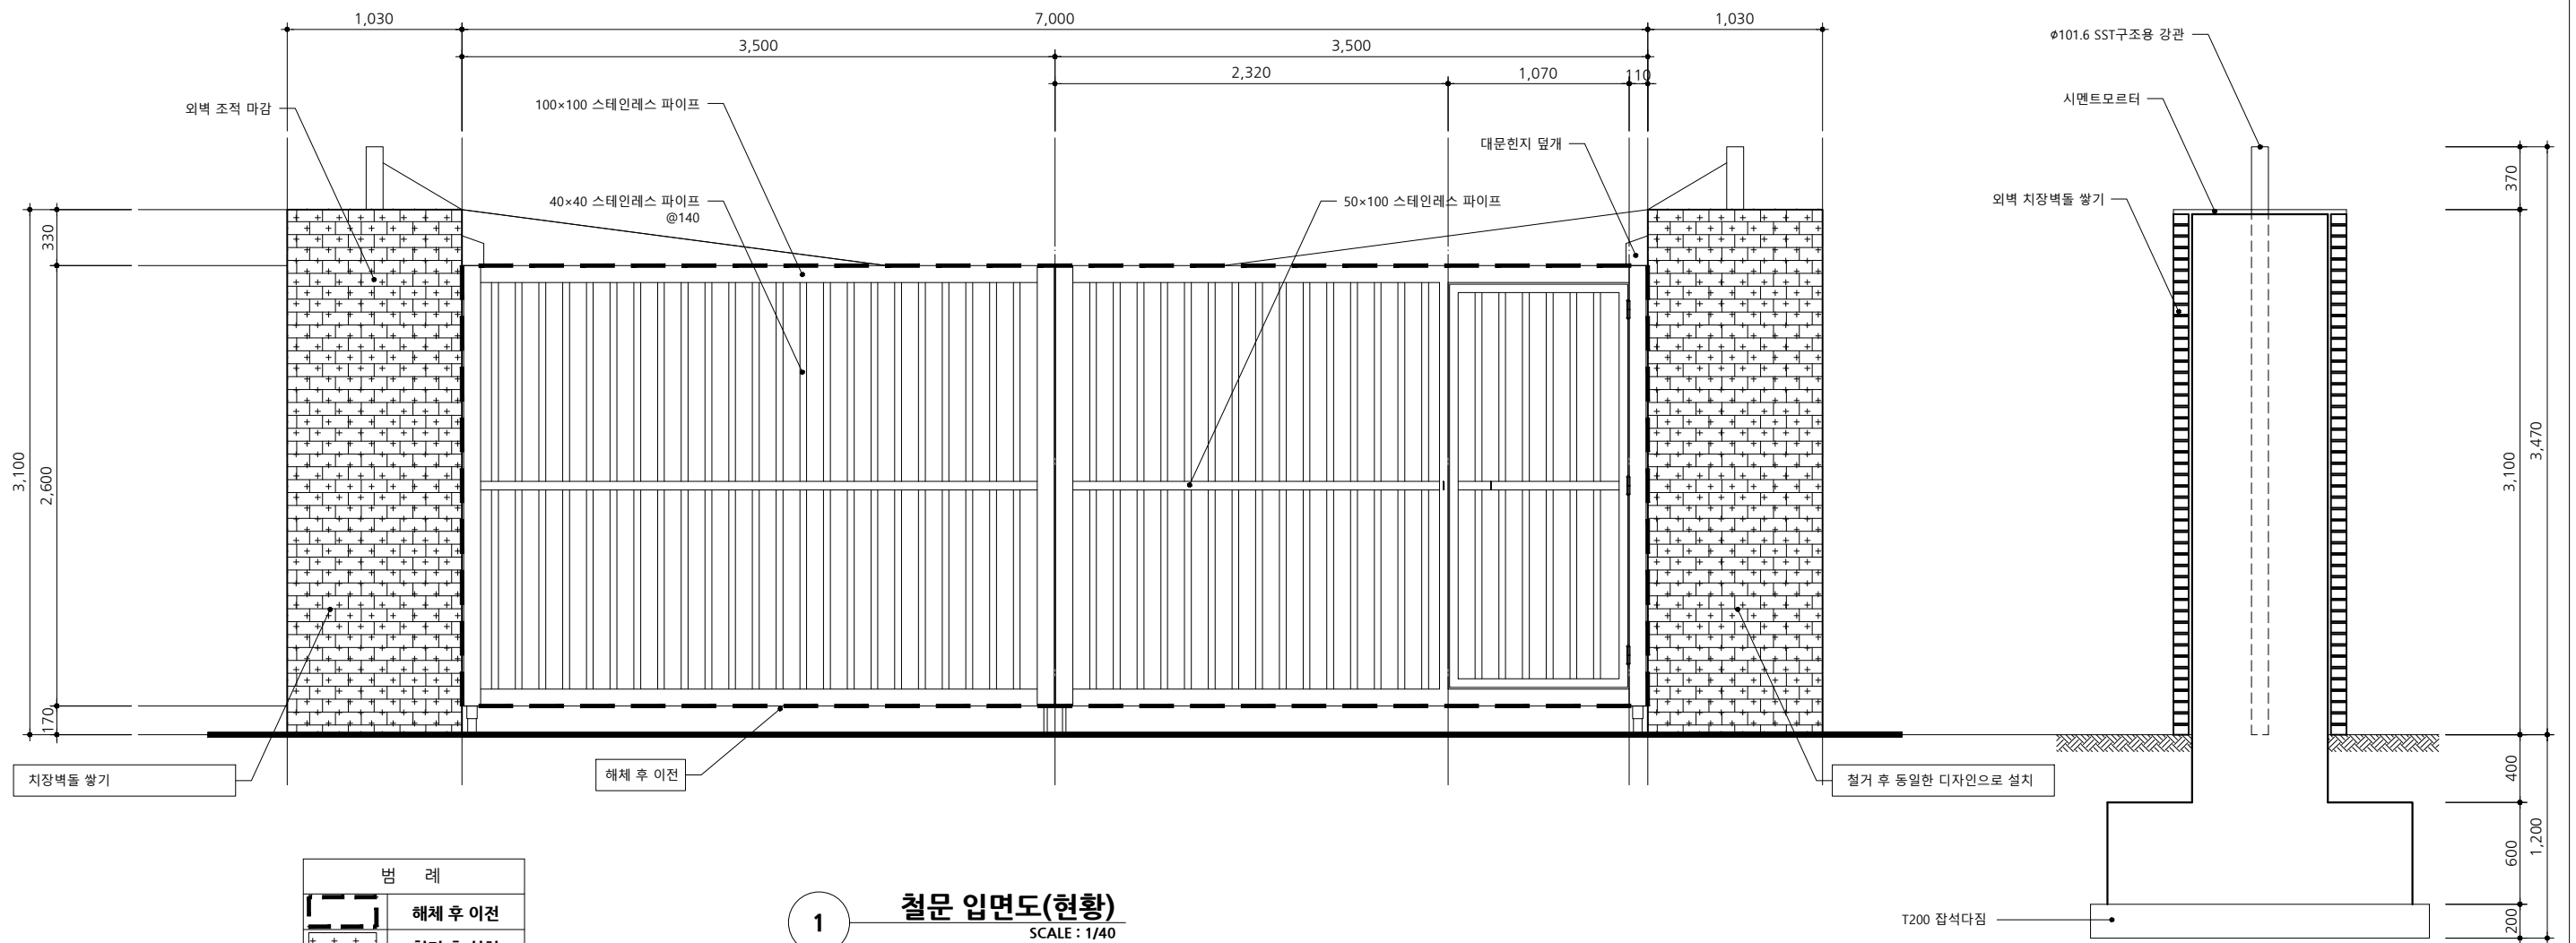 1,030
7,000
1,030
3,500
3,500
2,320
1,070
110
외벽 조적 마감
100×100 스테인레스 파이프
대문힌지 덮개
40×40 스테인레스 파이프
@140
50×100 스테인레스 파이프
3,100
330
2,600
170
치장벽돌 쌓기
해체 후 이전
철거 후 동일한 디자인으로 설치
ø101.6 SST구조용 강관
시멘트모르터
외벽 치장벽돌 쌓기
370
3,100
3,470
400
600
1,200
200
T200 잡석다짐
범 례
해체 후 이전
1
철문 입면도(현황)
SCALE : 1/40